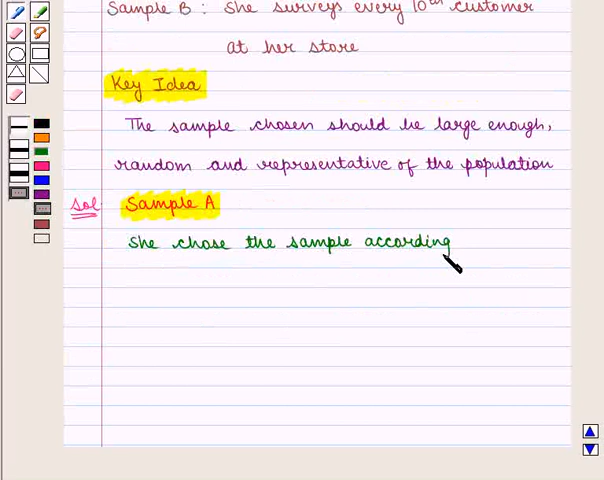 Sample B : She surveys every 10th customer
at her store
Key Idea
The sample chosen should be large enough,
random and representative of the population
Sol. Sample A
She chose the sample according